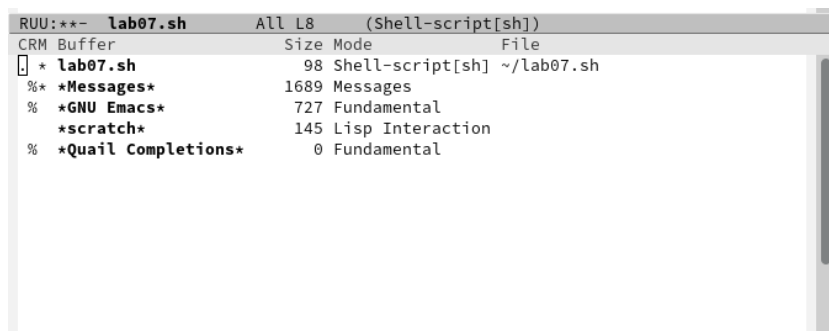 RUU:**-  lab07.sh       All L8     (Shell-script[sh])
CRM Buffer                 Size Mode              File
. * lab07.sh                 98 Shell-script[sh] ~/lab07.sh
 %* *Messages*             1689 Messages
 %  *GNU Emacs*             727 Fundamental
    *scratch*               145 Lisp Interaction
 %  *Quail Completions*       0 Fundamental